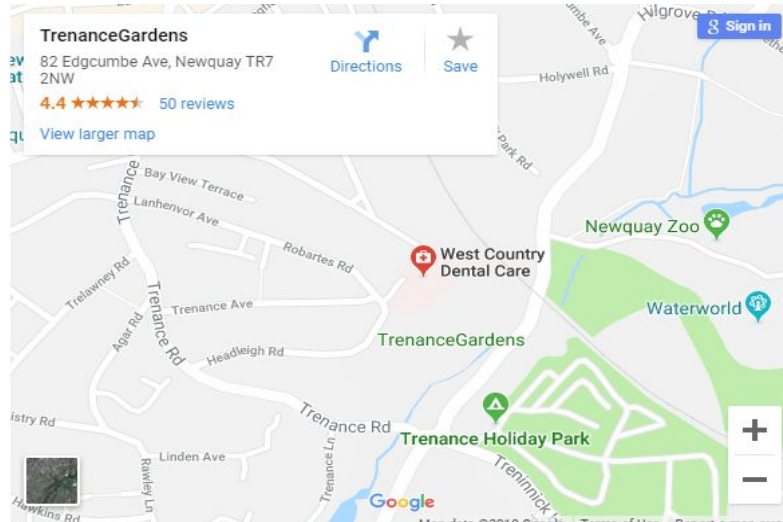 TrenanceGardens
82 Edgcumbe Ave, Newquay TR7
2NW
4.4
50 reviews
View larger map
Directions
Save
Sign in
Holywell Rd
Park Rd
Bay View Terrace
Trenance
Lanhenvor Ave
Robartes Rd
Trelawney Rd
Trenance Ave
Trenance Rd
Agar Rd
Headleigh Rd
West Country
Dental Care
Newquay Zoo
Waterworld
TrenanceGardens
Trenance Holiday Park
Trenance Rd
Trenance Ln
Linden Ave
Rawley Ln
Hawkins Rd
Treninnick
Google